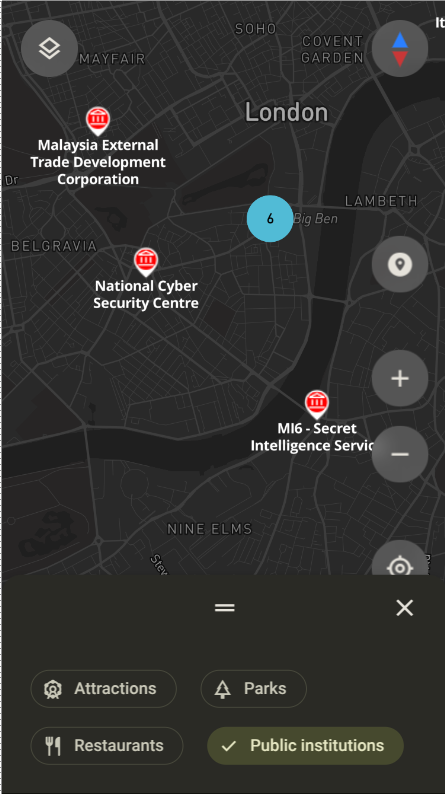 SOHO
It
COVENT
GARDEN
MAYFAIR
London
Malaysia External
Trade Development
Corporation
Dr
LAMBETH
6
Big Ben
BELGRAVIA
National Cyber
Security Centre
MI6 - Secret
Intelligence Servic
NINE ELMS
Stev
Attractions
Parks
Restaurants
Public institutions